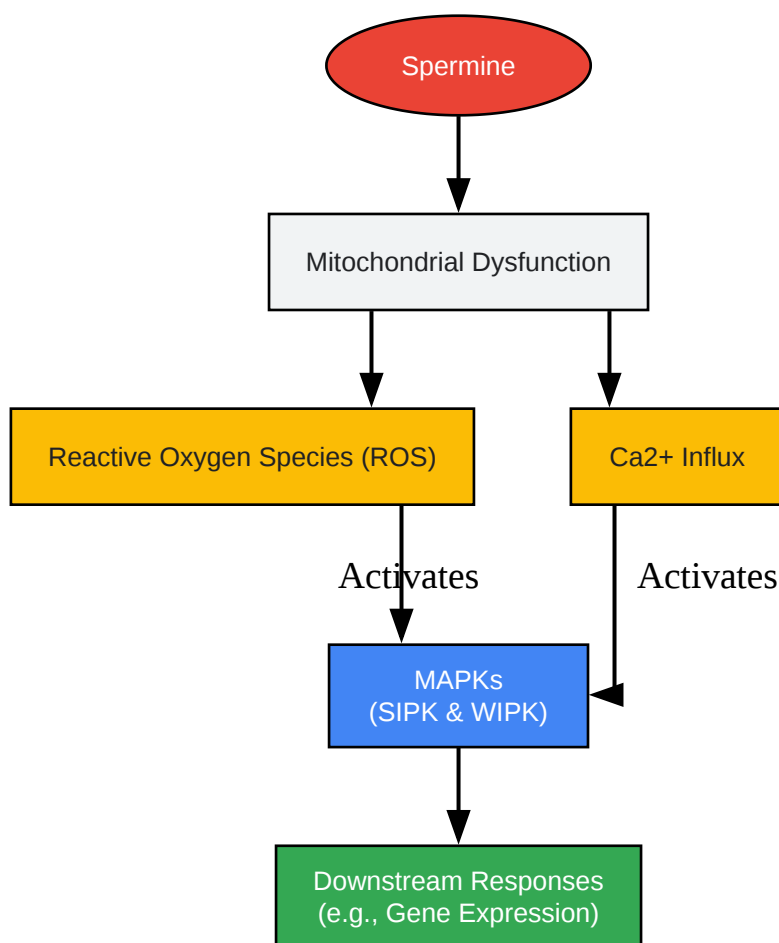 Spermine
Mitochondrial Dysfunction
Reactive Oxygen Species (ROS)
Ca2+ Influx
Activates
Activates
MAPKs
(SIPK & WIPK)
Downstream Responses
(e.g., Gene Expression)